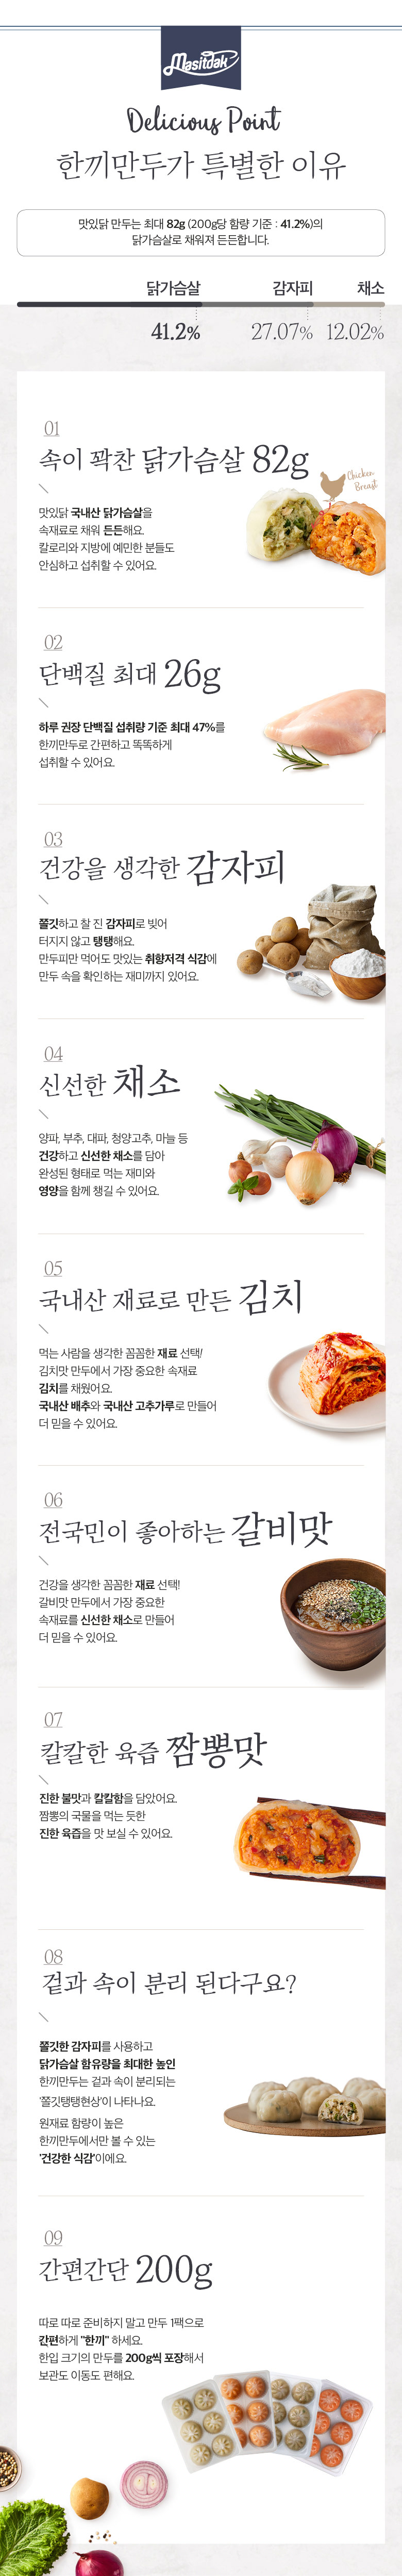 Masitdak
Delicious Point
한끼만두가 특별한 이유
맛있닭 만두는 최대 82g (200g당 함량 기준 : 41.2%)의
닭가슴살로 채워져 든든합니다.
닭가슴살 감자피 채소
41.2% 27.07% 12.02%
01
속이 꽉찬 닭가슴살 82g
Chicken
Breast
맛있닭 국내산 닭가슴살을
속재료로 채워 든든해요.
칼로리와 지방에 예민한 분들도
안심하고 섭취할 수 있어요.
02
단백질 최대 26g
하루 권장 단백질 섭취량 기준 최대 47%를
한끼만두로 간편하고 똑똑하게
섭취할 수 있어요.
03
건강을 생각한 감자피
쫄깃하고 찰 진 감자피로 빚어
터지지 않고 탱탱해요.
만두피만 먹어도 맛있는 취향저격 식감에
만두 속을 확인하는 재미까지 있어요.
04
신선한 채소
양파, 부추, 대파, 청양고추, 마늘 등
건강하고 신선한 채소를 담아
완성된 형태로 먹는 재미와
영양을 함께 챙길 수 있어요.
05
국내산 재료로 만든 김치
먹는 사람을 생각한 꼼꼼한 재료 선택!
김치맛 만두에서 가장 중요한 속재료
김치를 채웠어요.
국내산 배추와 국내산 고추가루로 만들어
더 믿을 수 있어요.
06
전국민이 좋아하는 갈비맛
건강을 생각한 꼼꼼한 재료 선택!
갈비맛 만두에서 가장 중요한
속재료를 신선한 채소로 만들어
더 믿을 수 있어요.
07
칼칼한 육즙 짬뽕맛
진한 불맛과 칼칼함을 담았어요.
짬뽕의 국물을 먹는 듯한
진한 육즙을 맛 보실 수 있어요.
08
겉과 속이 분리 된다구요?
쫄깃한 감자피를 사용하고
닭가슴살 함유량을 최대한 높인
한끼만두는 겉과 속이 분리되는
'쫄깃탱탱현상'이 나타나요.
원재료 함량이 높은
한끼만두에서만 볼 수 있는
'건강한 식감'이에요.
09
간편간단 200g
따로 따로 준비하지 말고 만두 1팩으로
칸편하게 "한끼" 하세요.
한입 크기의 만두를 200g씩 포장해서
보관도 이동도 편해요.